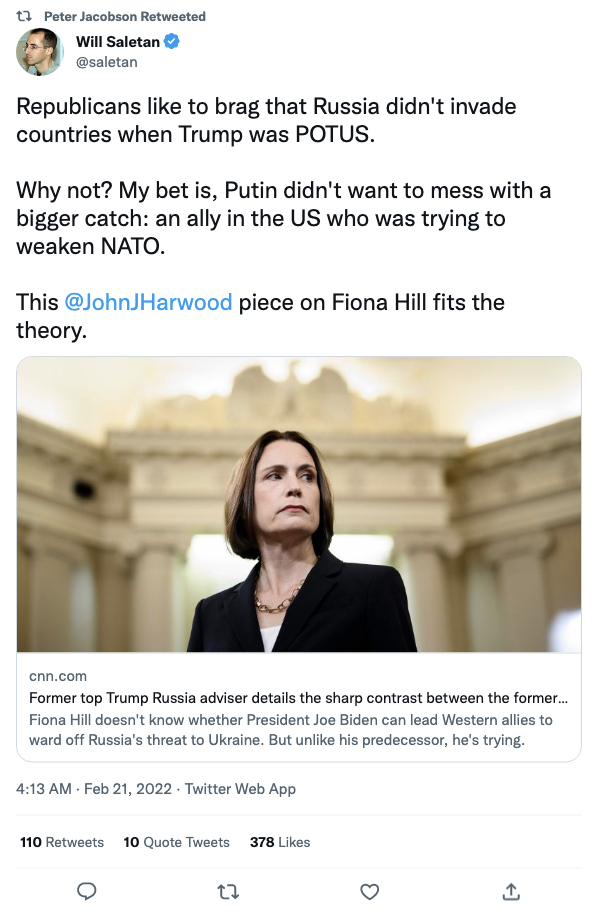 Peter Jacobson Retweeted
Will Saletan
@saletan
Republicans like to brag that Russia didn't invade
countries when Trump was POTUS.
Why not? My bet is, Putin didn't want to mess with a
bigger catch: an ally in the US who was trying to
weaken NATO.
This @JohnJHarwood piece on Fiona Hill fits the
theory.
cnn.com
Former top Trump Russia adviser details the sharp contrast between the former...
Fiona Hill doesn't know whether President Joe Biden can lead Western allies to
ward off Russia's threat to Ukraine. But unlike his predecessor, he's trying.
4:13 AM · Feb 21, 2022 · Twitter Web App
110 Retweets 10 Quote Tweets 378 Likes